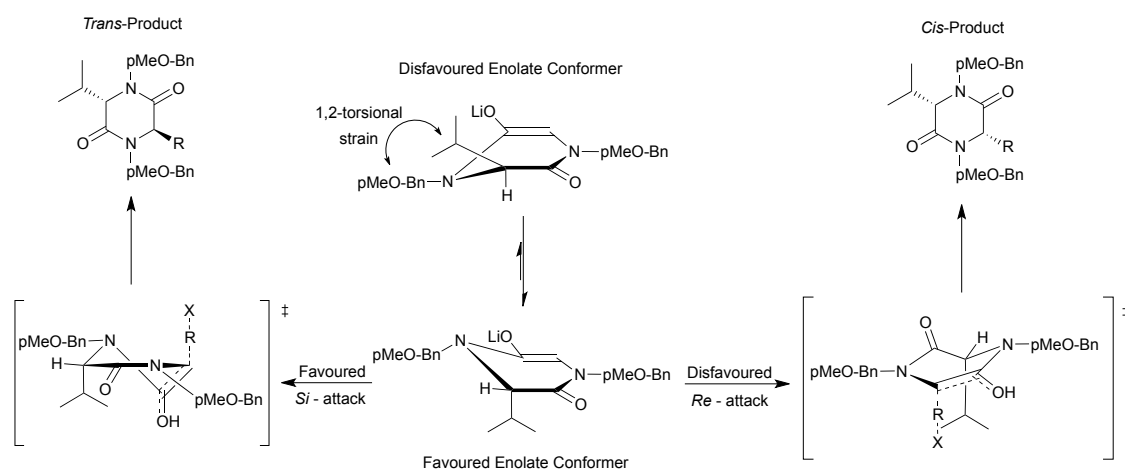 Trans-Product
pMeO-Bn
N
O
O
N
R
pMeO-Bn
Disfavoured Enolate Conformer
1,2-torsional
strain
LiO
N
pMeO-Bn
pMeO-Bn
N
O
H
Cis-Product
pMeO-Bn
N
O
O
N
R
pMeO-Bn
X
R
‡
pMeO-Bn
N
H
N
O
pMeO-Bn
OH
Favoured
Si - attack
LiO
N
pMeO-Bn
N
pMeO-Bn
H
O
Favoured Enolate Conformer
Disfavoured
Re - attack
‡
O
H
N
pMeO-Bn
pMeO-Bn
N
OH
R
X